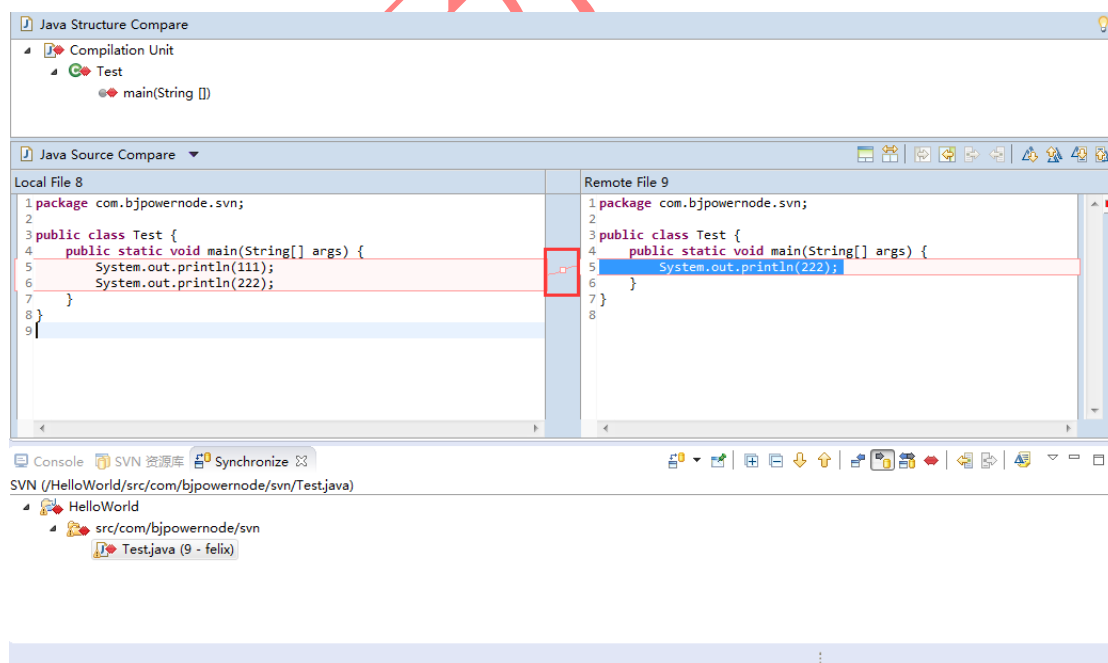 Java Structure Compare
Compilation Unit
Test
main(String [])
Java Source Compare
Local File 8
1 package com.bjpowernode.svn;
2
3 public class Test {
4     public static void main(String[] args) {
5         System.out.println(111);
6         System.out.println(222);
7     }
8 }
9
Remote File 9
1 package com.bjpowernode.svn;
2
3 public class Test {
4     public static void main(String[] args) {
5         System.out.println(222);
6     }
7 }
8
Console SVN 资源库 Synchronize
SVN (/HelloWorld/src/com/bjpowernode/svn/Test.java)
HelloWorld
src/com/bjpowernode/svn
Test.java (9 - felix)